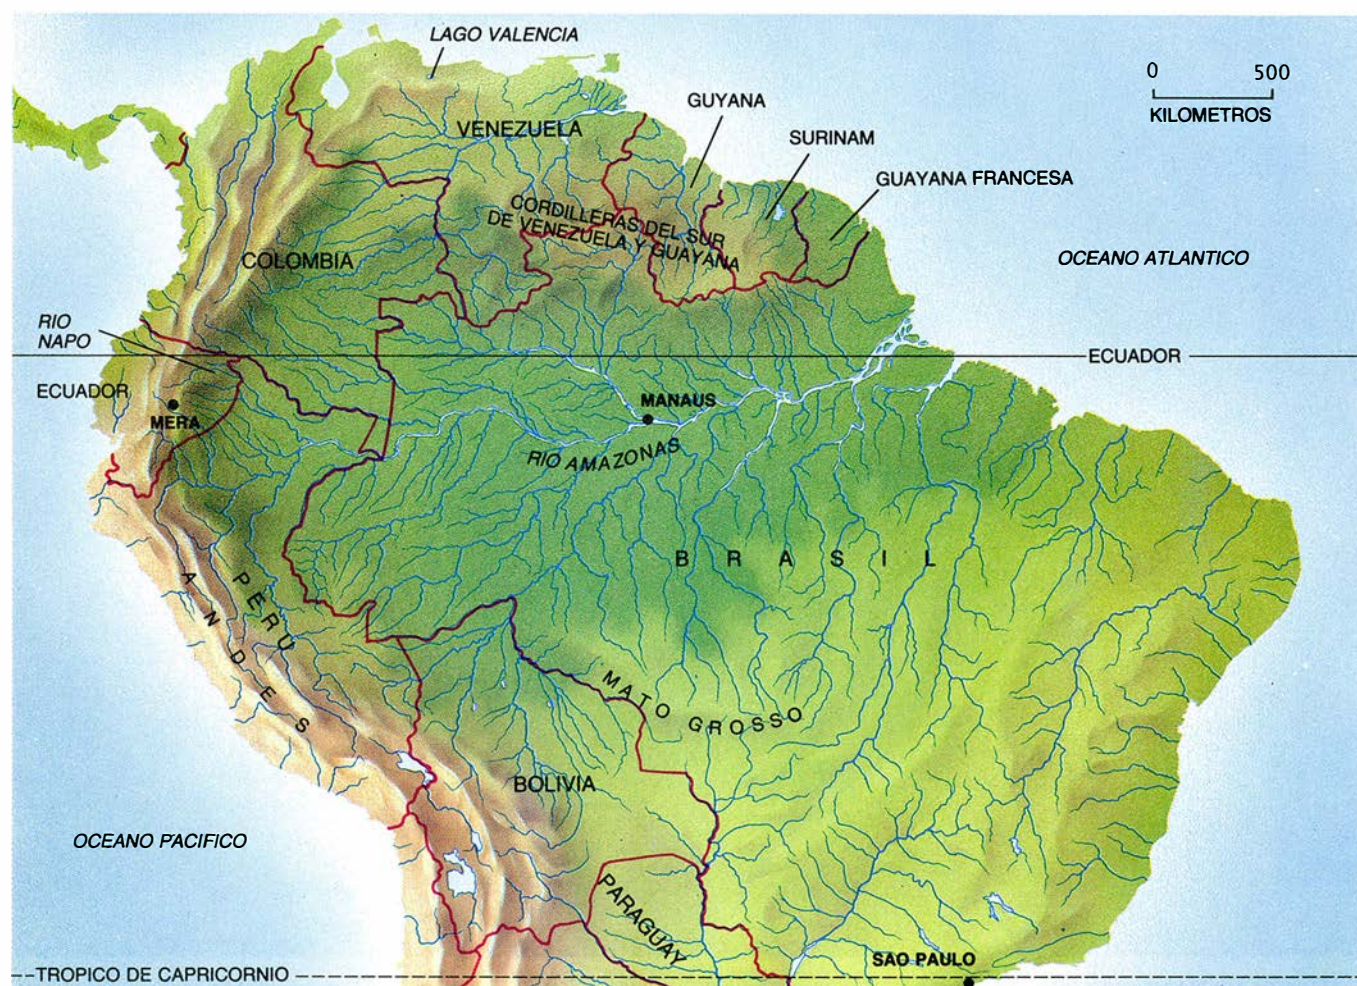 LAGO VALENCIA
0 500
KILOMETROS
GUYANA
VENEZUELA
SURINAM
GUAYANA FRANCESA
CORDILLERAS DEL SUR
DE VENEZUELA Y GUAYANA
COLOMBIA
OCEANO ATLANTICO
RIO
NAPO
ECUADOR
ECUADOR
MERA
MANAUS
RIO AMAZONAS
BRASIL
PERU
ANDES
MATO GROSSO
BOLIVIA
OCEANO PACIFICO
PARAGUAY
SAO PAULO
TROPICO DE CAPRICORNIO